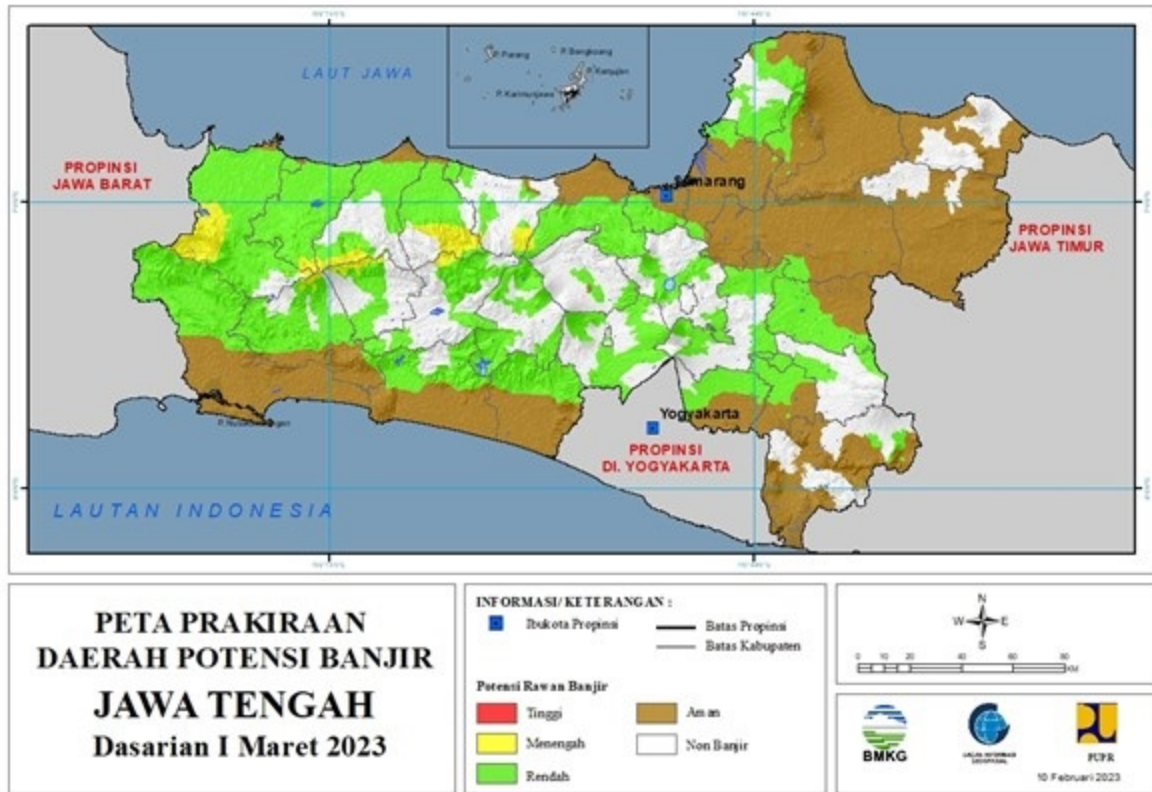 LAUT JAWA
P. Parang
P. Bengkoang
P. Karimunjawa
PROPINSI
JAWA BARAT
Semarang
PROPINSI
JAWA TIMUR
Yogyakarta
PROPINSI
DI. YOGYAKARTA
LAUTAN INDONESIA
PETA PRAKIRAAN
DAERAH POTENSI BANJIR
JAWA TENGAH
Dasarian I Maret 2023
INFORMASI/KETERANGAN :
Ibukota Propinsi
Batas Propinsi
Batas Kabupaten
Potensi Rawan Banjir
Tinggi
Menengah
Rendah
Aman
Non Banjir
N
W E
S
0 10 20 40 60 80
KM
BMKG
BADAN INFORMASI
GEOSPASIAL
PUPR
10 Februari 2023